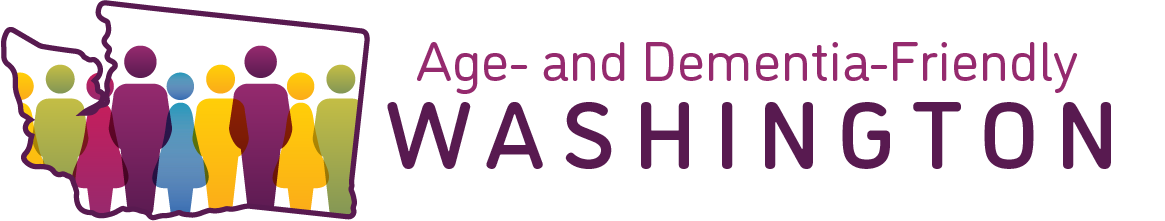 Age- and Dementia-Friendly
WASHINGTON